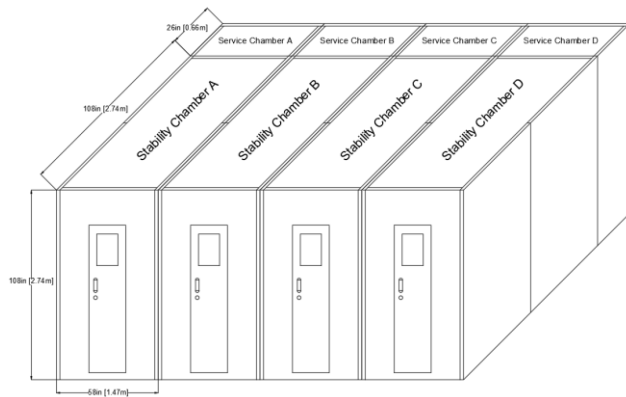 26in [0.66m]
Service Chamber A
Service Chamber B
Service Chamber C
Service Chamber D
108in [2.74m]
Stability Chamber A
Stability Chamber B
Stability Chamber C
Stability Chamber D
108in [2.74m]
58in [1.47m]